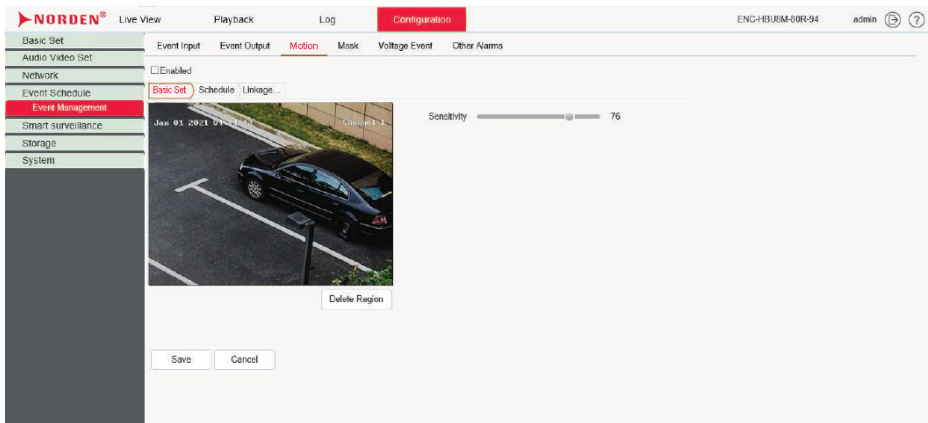 NORDEN® Live View Playback Log Configuration ENC-HBU8M-80R-94 admin ?
Basic Set
Audio Video Set
Network
Event Schedule
Event Management
Smart surveillance
Storage
System
Event Input Event Output Motion Mask Voltage Event Other Alarms
Enabled
Basic Set Schedule Linkage...
Jan 01 2021
Sensitivity 76
Delete Region
Save Cancel